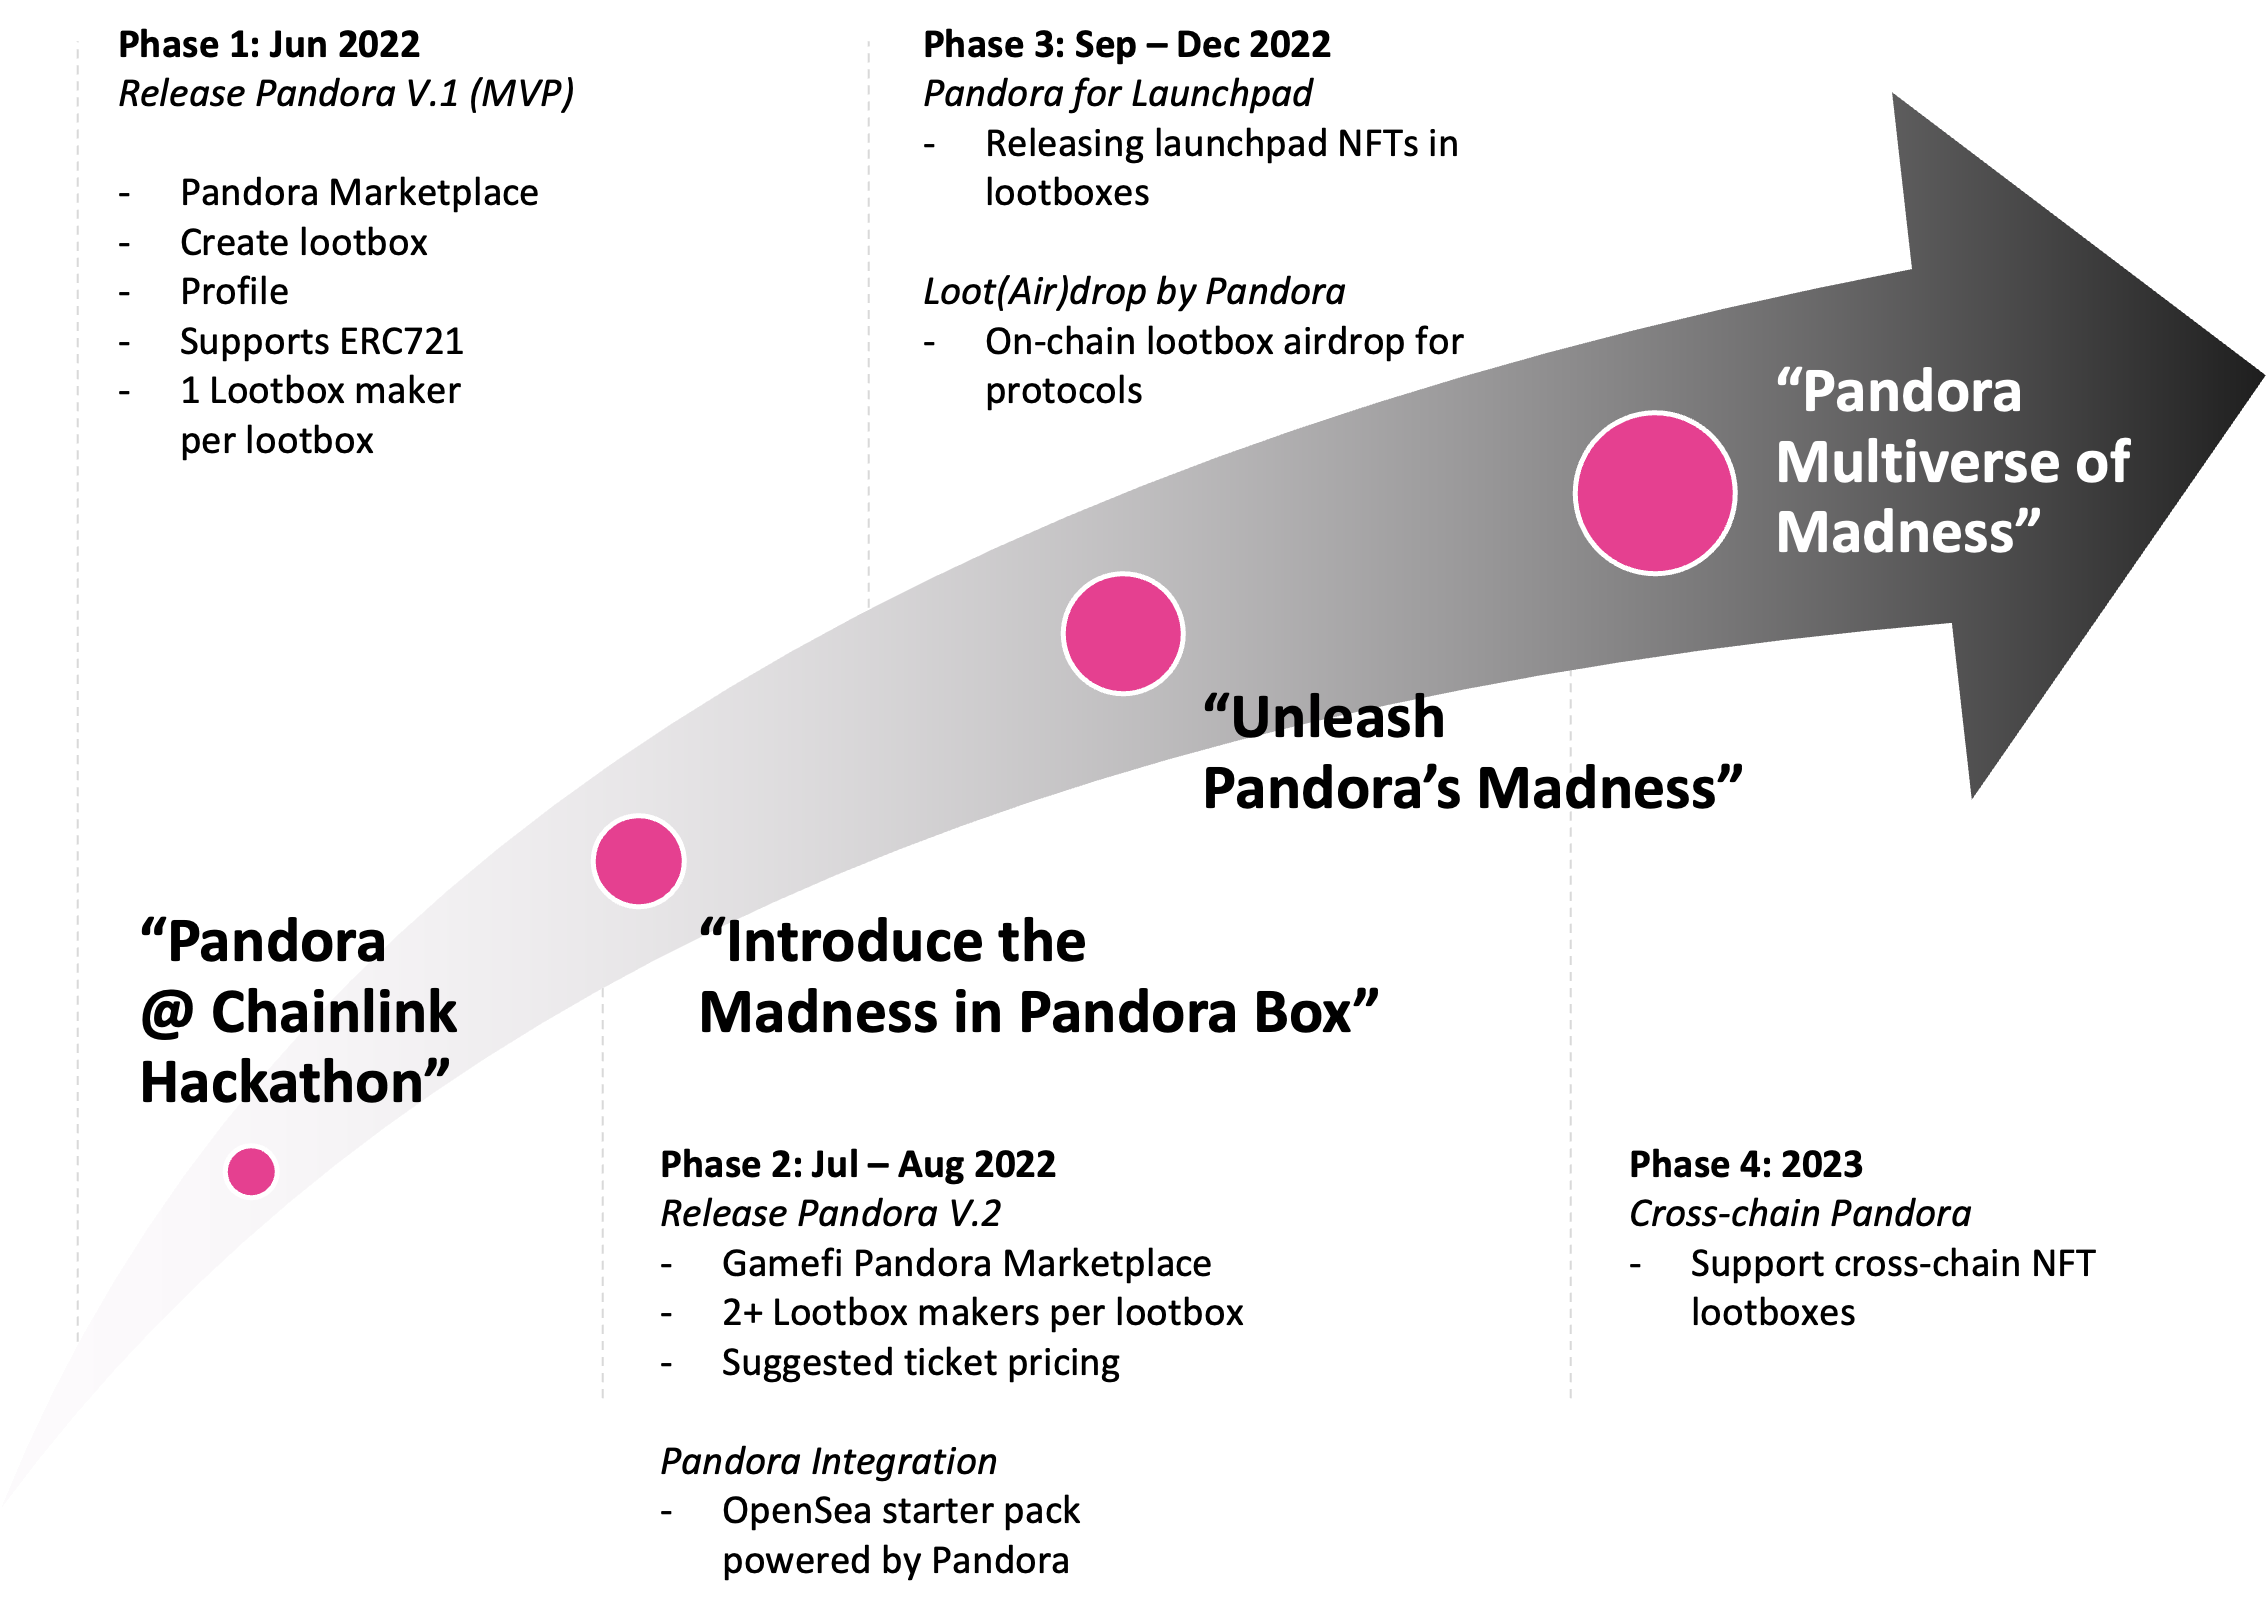 Phase 1: Jun 2022
Release Pandora V.1 (MVP)
- Pandora Marketplace
- Create lootbox
- Profile
- Supports ERC721
- 1 Lootbox maker
per lootbox
“Pandora
@ Chainlink
Hackathon”
Phase 2: Jul – Aug 2022
Release Pandora V.2
- Gamefi Pandora Marketplace
- 2+ Lootbox makers per lootbox
- Suggested ticket pricing
Pandora Integration
- OpenSea starter pack
powered by Pandora
“Introduce the
Madness in Pandora Box”
Phase 3: Sep – Dec 2022
Pandora for Launchpad
- Releasing launchpad NFTs in
lootboxes
Loot(Air)drop by Pandora
- On-chain lootbox airdrop for
protocols
“Unleash
Pandora’s Madness”
Phase 4: 2023
Cross-chain Pandora
- Support cross-chain NFT
lootboxes
“Pandora
Multiverse of
Madness”